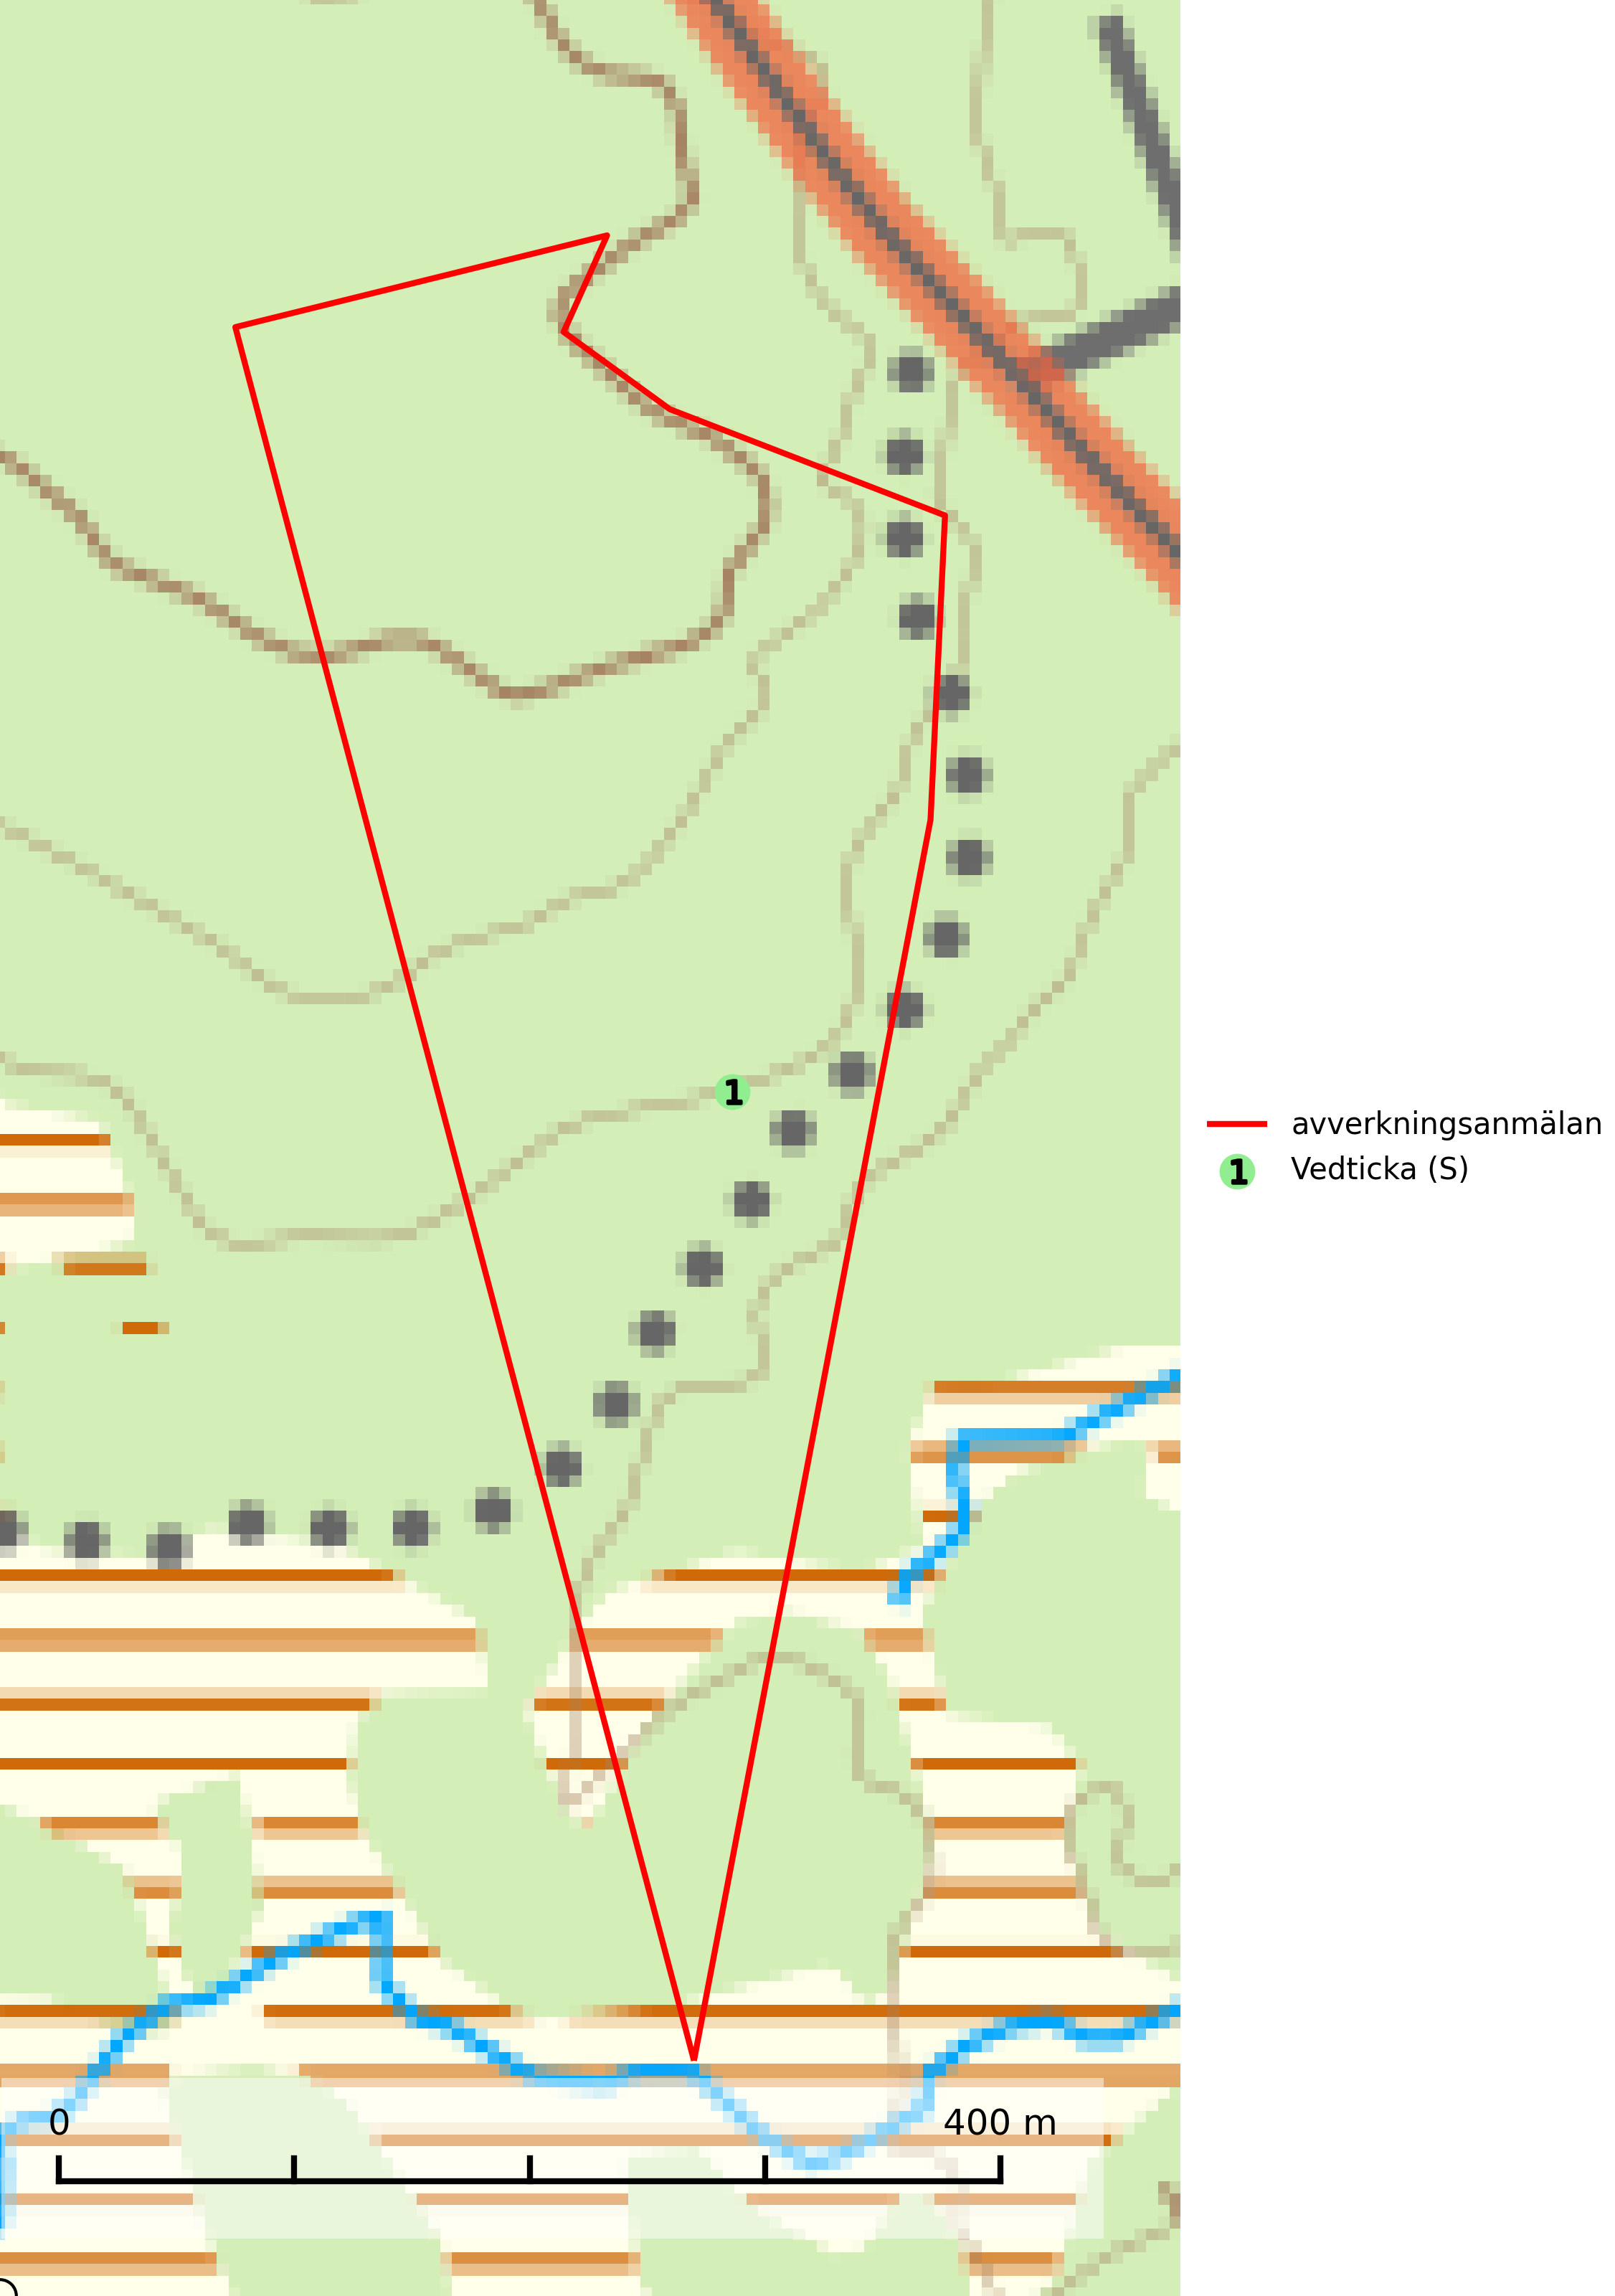 1
avverkningsanmälan
1 Vedticka (S)
0 400 m